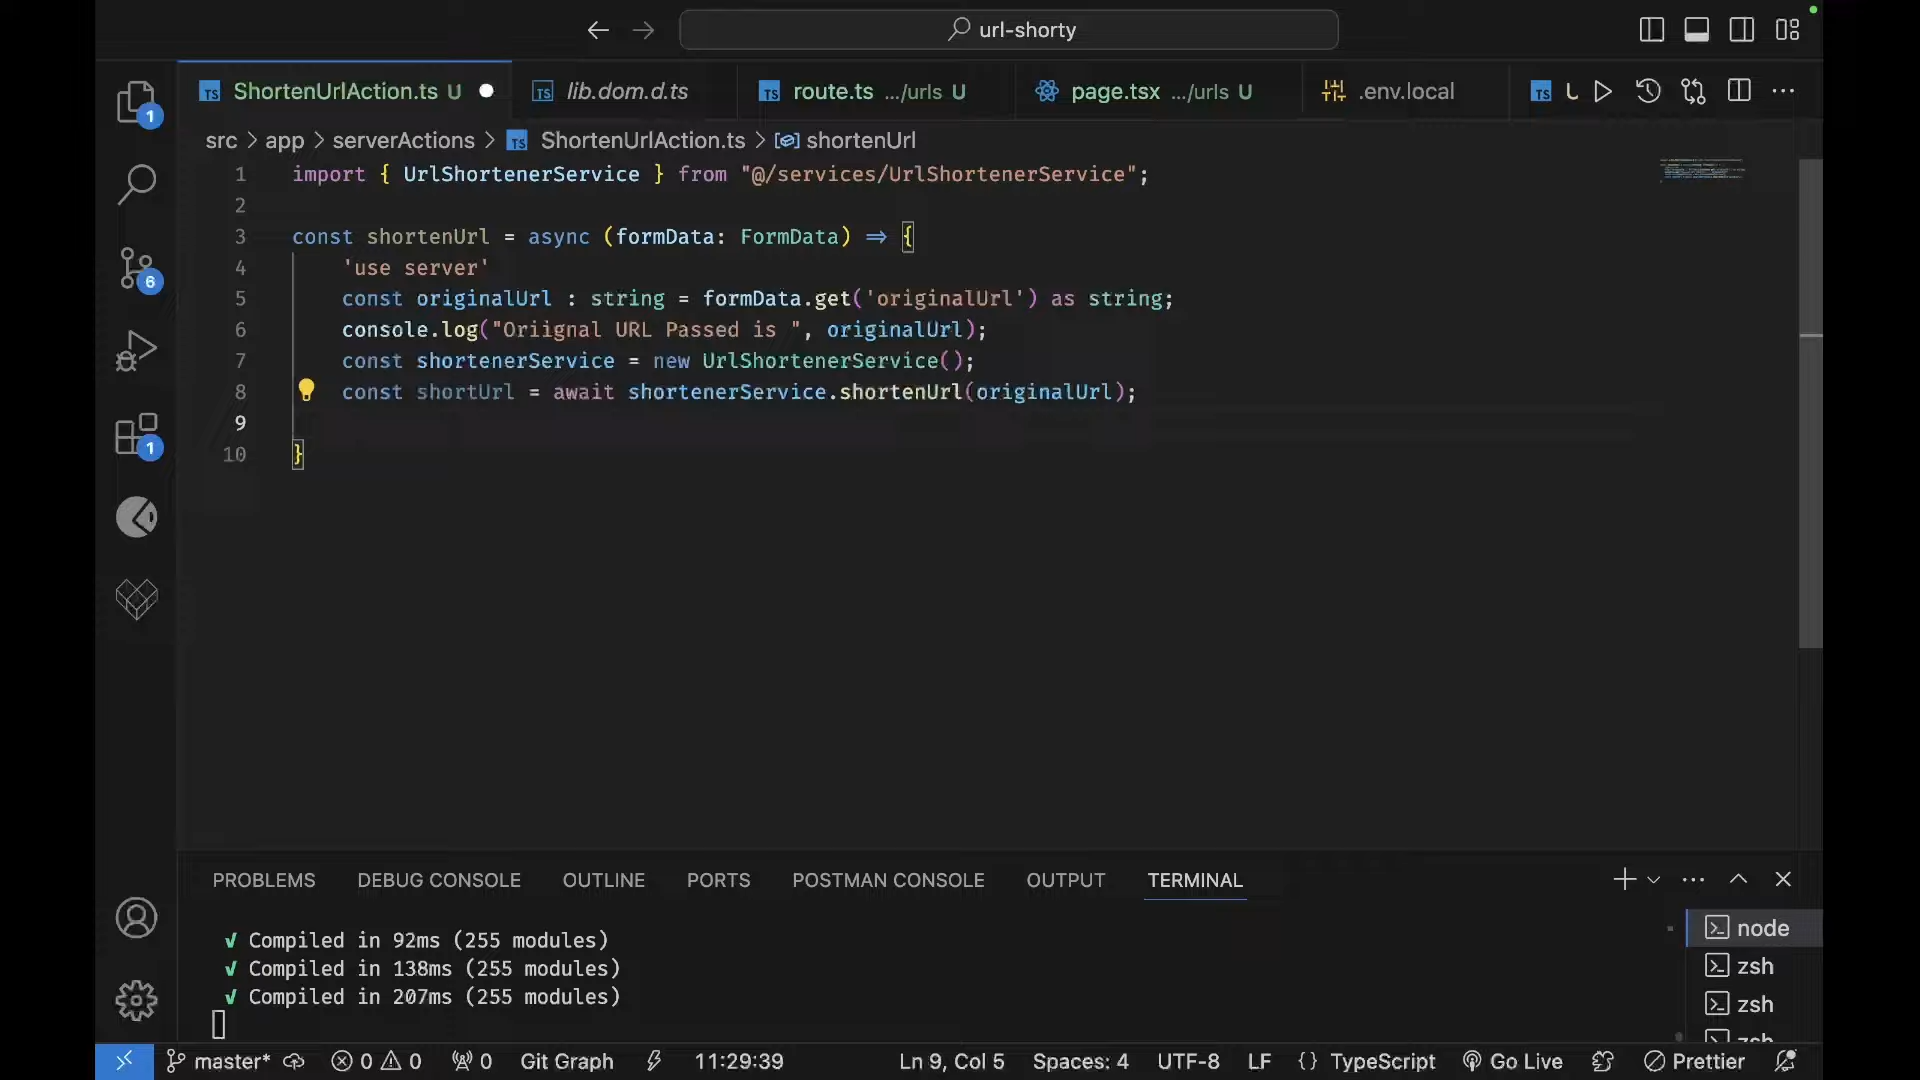 url-shorty
ShortenUrlAction.ts U
lib.dom.d.ts
route.ts .../urls U
page.tsx .../urls U
.env.local
src > app > serverActions > TS ShortenUrlAction.ts > shortenUrl
1 import { UrlShortenerService } from "@/services/UrlShortenerService";
2
3 const shortenUrl = async (formData: FormData) => {
4 'use server'
5 const originalUrl : string = formData.get('originalUrl') as string;
6 console.log("Oriignal URL Passed is ", originalUrl);
7 const shortenerService = new UrlShortenerService();
8 const shortUrl = await shortenerService.shortenUrl(originalUrl);
9
10 }
1
6
1
PROBLEMS DEBUG CONSOLE OUTLINE PORTS POSTMAN CONSOLE OUTPUT TERMINAL
√ Compiled in 92ms (255 modules)
√ Compiled in 138ms (255 modules)
√ Compiled in 207ms (255 modules)
node
zsh
zsh
master* 0 0 0 Git Graph 11:29:39 Ln 9, Col 5 Spaces: 4 UTF-8 LF {} TypeScript Go Live Prettier